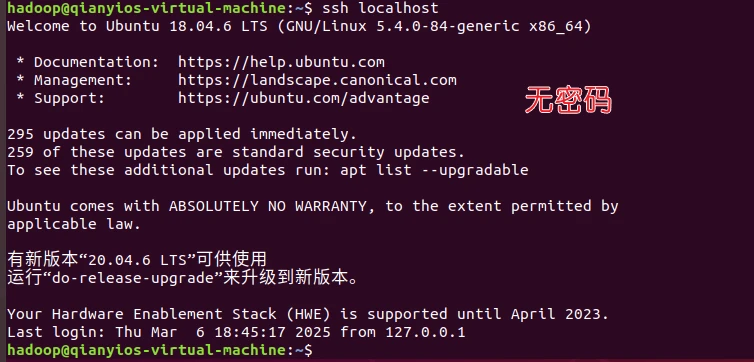 hadoop@qianyios-virtual-machine:~$ ssh localhost
Welcome to Ubuntu 18.04.6 LTS (GNU/Linux 5.4.0-84-generic x86_64)
 * Documentation:  https://help.ubuntu.com
 * Management:     https://landscape.canonical.com
 * Support:        https://ubuntu.com/advantage
无密码
295 updates can be applied immediately.
259 of these updates are standard security updates.
To see these additional updates run: apt list --upgradable
Ubuntu comes with ABSOLUTELY NO WARRANTY, to the extent permitted by
applicable law.
有新版本“20.04.6 LTS”可供使用
运行“do-release-upgrade”来升级到新版本。
Your Hardware Enablement Stack (HWE) is supported until April 2023.
Last login: Thu Mar  6 18:45:17 2025 from 127.0.0.1
hadoop@qianyios-virtual-machine:~$